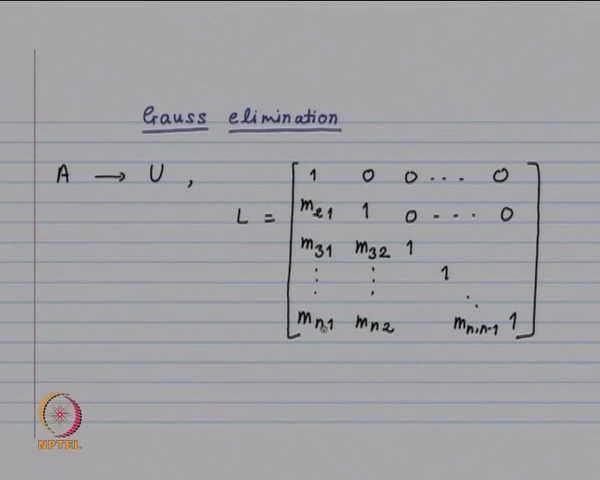 Gauss elimination
A → U , L = [ 1 0 0 ... 0
m21 1 0 - - - 0
m31 m32 1
⋮ ⋮ 1
⋱
mn1 mn2 mn,n-1 1 ]
NPTEL